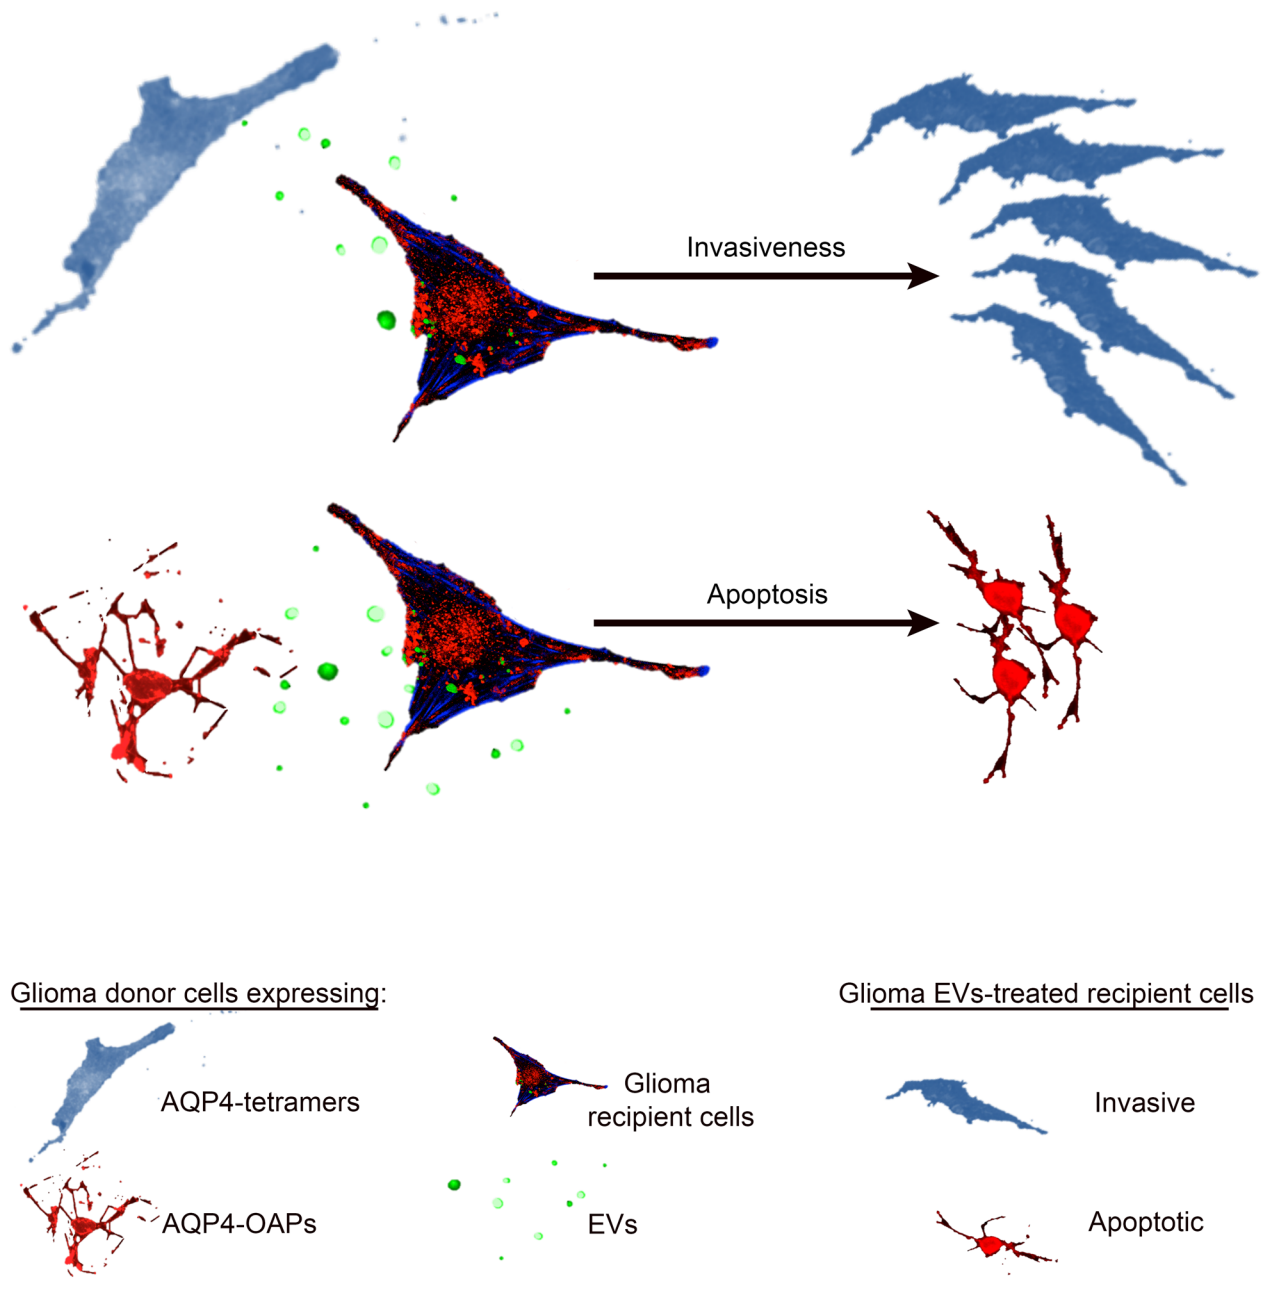 Invasiveness
Apoptosis
Glioma donor cells expressing:
Glioma EVs-treated recipient cells
AQP4-tetramers
Glioma
recipient cells
Invasive
AQP4-OAPs
EVs
Apoptotic